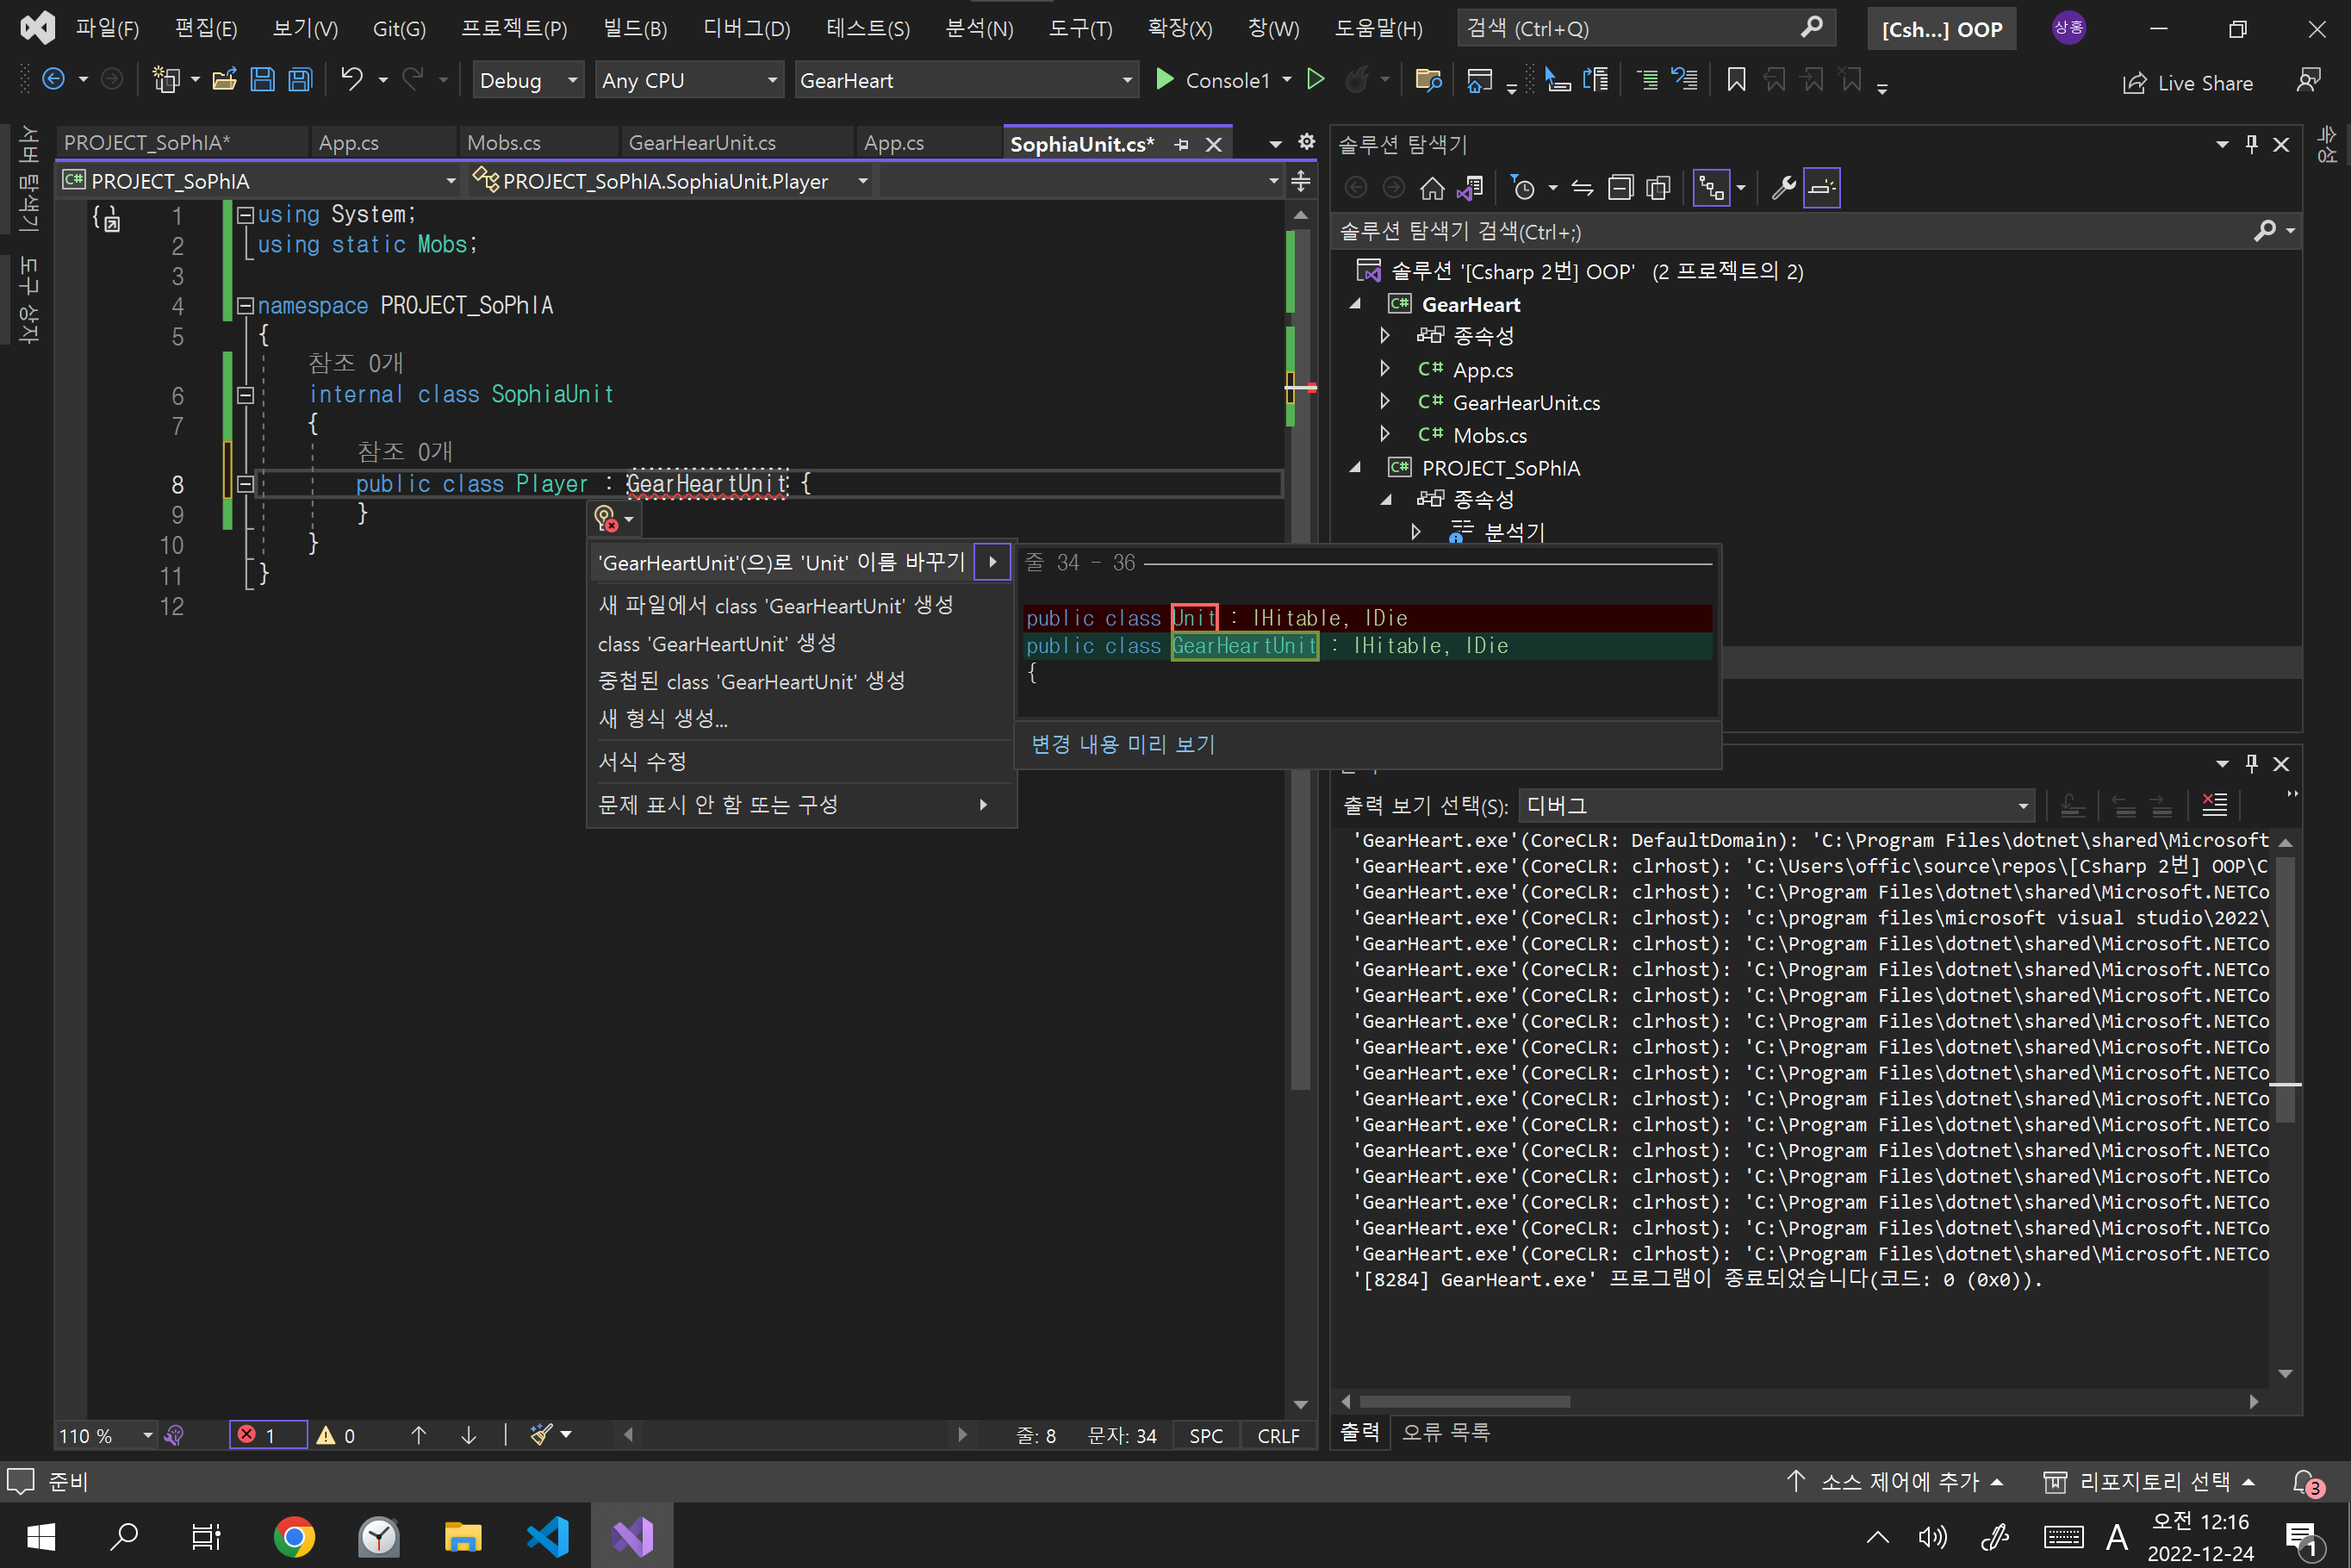 파일(F) 편집(E) 보기(V) Git(G) 프로젝트(P) 빌드(B) 디버그(D) 테스트(S) 분석(N) 도구(T) 확장(X) 창(W) 도움말(H) 검색 (Ctrl+Q) [Csh...] OOP 상홍
Debug Any CPU GearHeart Console1 Live Share
서버 탐색기
도구 상자
속성
PROJECT_SoPhIA* App.cs Mobs.cs GearHearUnit.cs App.cs SophiaUnit.cs*
C# PROJECT_SoPhIA PROJECT_SoPhIA.SophiaUnit.Player
1 using System;
2 using static Mobs;
3
4 namespace PROJECT_SoPhIA
5 {
참조 0개
6 internal class SophiaUnit
7 {
참조 0개
8 public class Player : GearHeartUnit {
9 }
10 }
11 }
12
'GearHeartUnit'(으)로 'Unit' 이름 바꾸기
새 파일에서 class 'GearHeartUnit' 생성
class 'GearHeartUnit' 생성
중첩된 class 'GearHeartUnit' 생성
새 형식 생성...
서식 수정
문제 표시 안 함 또는 구성
줄 34 - 36
public class Unit : IHitable, IDie
public class GearHeartUnit : IHitable, IDie
{
변경 내용 미리 보기
솔루션 탐색기
솔루션 탐색기 검색(Ctrl+;)
솔루션 '[Csharp 2번] OOP' (2 프로젝트의 2)
C# GearHeart
종속성
C# App.cs
C# GearHearUnit.cs
C# Mobs.cs
C# PROJECT_SoPhIA
종속성
분석기
출력 보기 선택(S): 디버그
'GearHeart.exe'(CoreCLR: DefaultDomain): 'C:\Program Files\dotnet\shared\Microsoft
'GearHeart.exe'(CoreCLR: clrhost): 'C:\Users\offic\source\repos\[Csharp 2번] OOP\C
'GearHeart.exe'(CoreCLR: clrhost): 'C:\Program Files\dotnet\shared\Microsoft.NETCo
'GearHeart.exe'(CoreCLR: clrhost): 'c:\program files\microsoft visual studio\2022\
'GearHeart.exe'(CoreCLR: clrhost): 'C:\Program Files\dotnet\shared\Microsoft.NETCo
'GearHeart.exe'(CoreCLR: clrhost): 'C:\Program Files\dotnet\shared\Microsoft.NETCo
'GearHeart.exe'(CoreCLR: clrhost): 'C:\Program Files\dotnet\shared\Microsoft.NETCo
'GearHeart.exe'(CoreCLR: clrhost): 'C:\Program Files\dotnet\shared\Microsoft.NETCo
'GearHeart.exe'(CoreCLR: clrhost): 'C:\Program Files\dotnet\shared\Microsoft.NETCo
'GearHeart.exe'(CoreCLR: clrhost): 'C:\Program Files\dotnet\shared\Microsoft.NETCo
'GearHeart.exe'(CoreCLR: clrhost): 'C:\Program Files\dotnet\shared\Microsoft.NETCo
'GearHeart.exe'(CoreCLR: clrhost): 'C:\Program Files\dotnet\shared\Microsoft.NETCo
'GearHeart.exe'(CoreCLR: clrhost): 'C:\Program Files\dotnet\shared\Microsoft.NETCo
'GearHeart.exe'(CoreCLR: clrhost): 'C:\Program Files\dotnet\shared\Microsoft.NETCo
'GearHeart.exe'(CoreCLR: clrhost): 'C:\Program Files\dotnet\shared\Microsoft.NETCo
'GearHeart.exe'(CoreCLR: clrhost): 'C:\Program Files\dotnet\shared\Microsoft.NETCo
'GearHeart.exe'(CoreCLR: clrhost): 'C:\Program Files\dotnet\shared\Microsoft.NETCo
'[8284] GearHeart.exe' 프로그램이 종료되었습니다(코드: 0 (0x0)).
출력 오류 목록
110 % 1 0 줄: 8 문자: 34 SPC CRLF
준비 소스 제어에 추가 리포지토리 선택 3
A 오전 12:16
2022-12-24 1